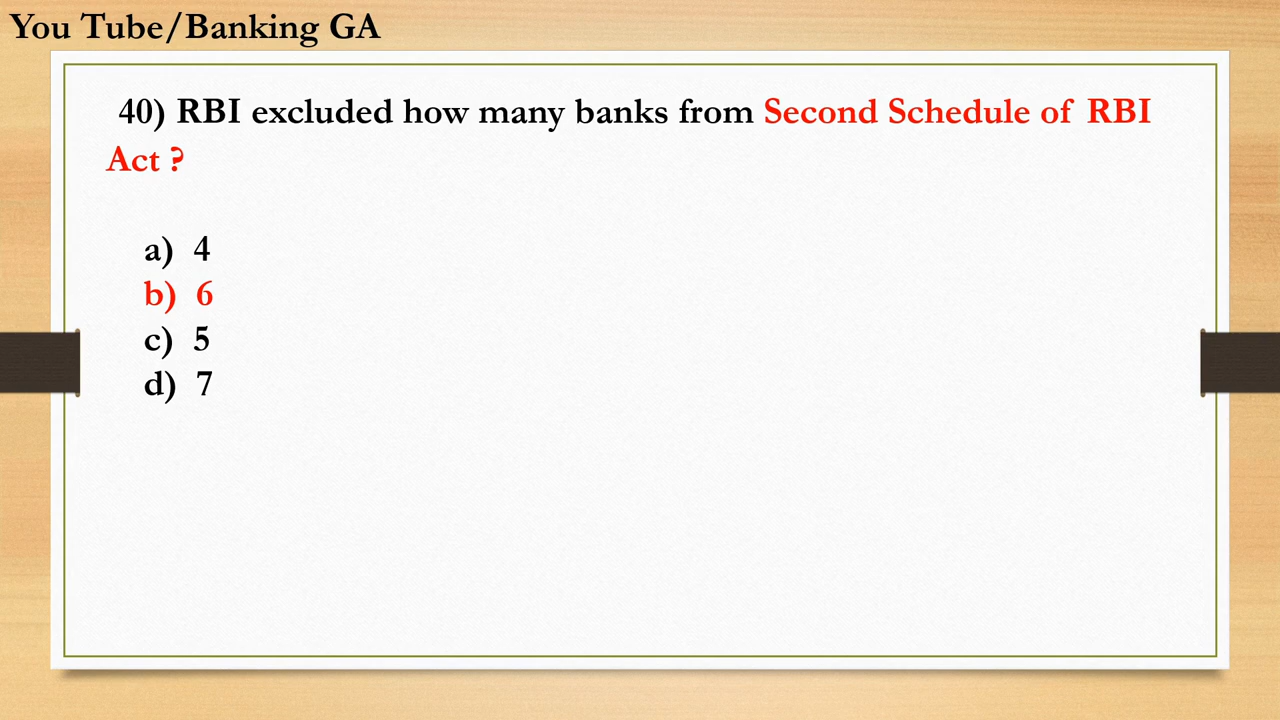 You Tube/Banking GA
40) RBI excluded how many banks from Second Schedule of RBI
Act ?
a) 4
b) 6
c) 5
d) 7